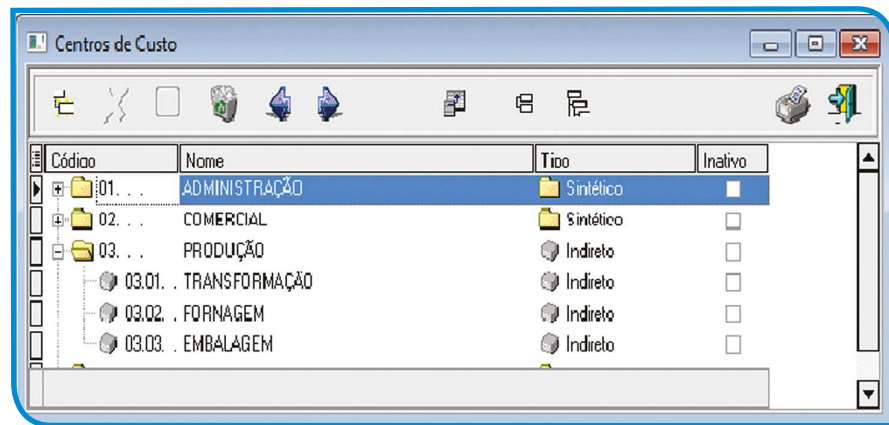 Centros de Custo
Código Nome Tipo Inativo
01. . . ADMINISTRAÇÃO Sintético
02. . . COMERCIAL Sintético
03. . . PRODUÇÃO Indireto
03.01. . TRANSFORMAÇÃO Indireto
03.02. . FORNAGEM Indireto
03.03. . EMBALAGEM Indireto